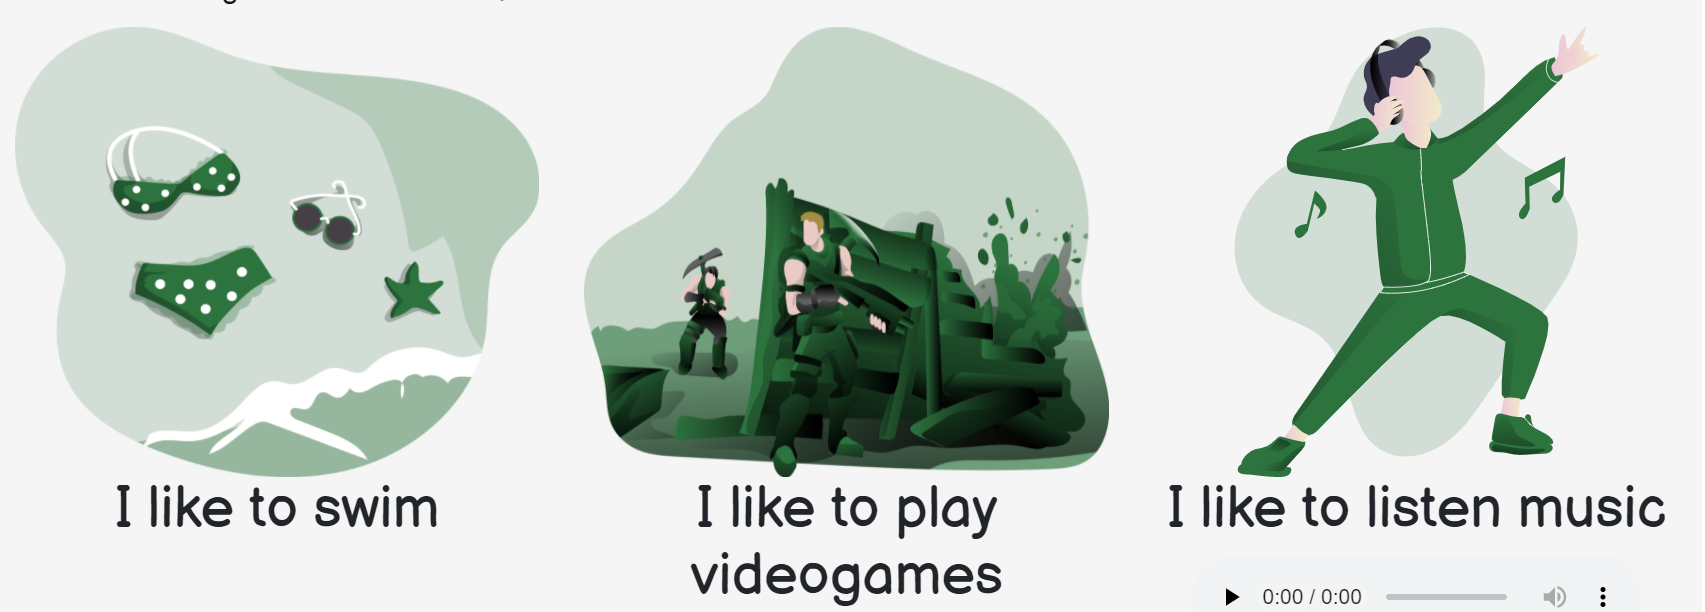 I like to swim
I like to play
videogames
I like to listen music
0:00 / 0:00